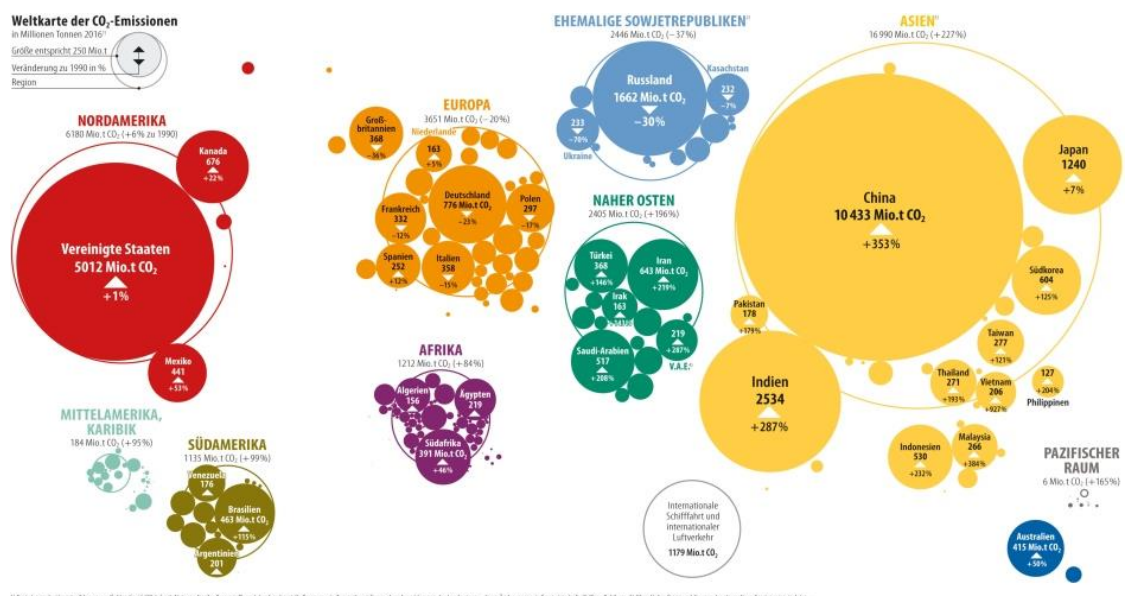 Weltkarte der CO₂-Emissionen
in Millionen Tonnen 2016¹⁾
Größe entspricht 250 Mio.t
Veränderung zu 1990 in %
Region
NORDAMERIKA
6180 Mio.t CO₂ (+6% zu 1990)
Kanada
676
+22%
Vereinigte Staaten
5012 Mio.t CO₂
+1%
Mexiko
441
+53%
MITTELAMERIKA,
KARIBIK
184 Mio.t CO₂ (+95%)
SÜDAMERIKA
1135 Mio.t CO₂ (+99%)
Venezuela
176
Brasilien
463 Mio.t CO₂
+115%
Argentinien
201
EUROPA
3651 Mio.t CO₂ (−20%)
Groß-
britannien
368
−36%
Niederlande
163
+5%
Deutschland
776 Mio.t CO₂
−23%
Polen
297
−17%
Frankreich
332
−12%
Spanien
252
+12%
Italien
358
−15%
AFRIKA
1212 Mio.t CO₂ (+84%)
Algerien
156
Ägypten
219
Südafrika
391 Mio.t CO₂
+46%
EHEMALIGE SOWJETREPUBLIKEN
2446 Mio.t CO₂ (−37%)
Russland
1662 Mio.t CO₂
−30%
Kasachstan
232
−7%
233
−70%
Ukraine
NAHER OSTEN
2405 Mio.t CO₂ (+196%)
Türkei
368
+146%
Iran
643 Mio.t CO₂
+219%
Irak
163
Saudi-Arabien
517
+208%
219
+287%
V.A.E.
ASIEN
16 990 Mio.t CO₂ (+227%)
China
10 433 Mio.t CO₂
+353%
Japan
1240
+7%
Südkorea
604
+125%
Pakistan
178
+179%
Taiwan
277
+121%
Indien
2534
+287%
Thailand
271
+193%
Vietnam
206
+927%
127
+204%
Philippinen
Indonesien
530
+232%
Malaysia
266
+384%
PAZIFISCHER
RAUM
6 Mio.t CO₂ (+165%)
Internationale
Schifffahrt und
internationaler
Luftverkehr
1179 Mio.t CO₂
Australien
415 Mio.t CO₂
+50%